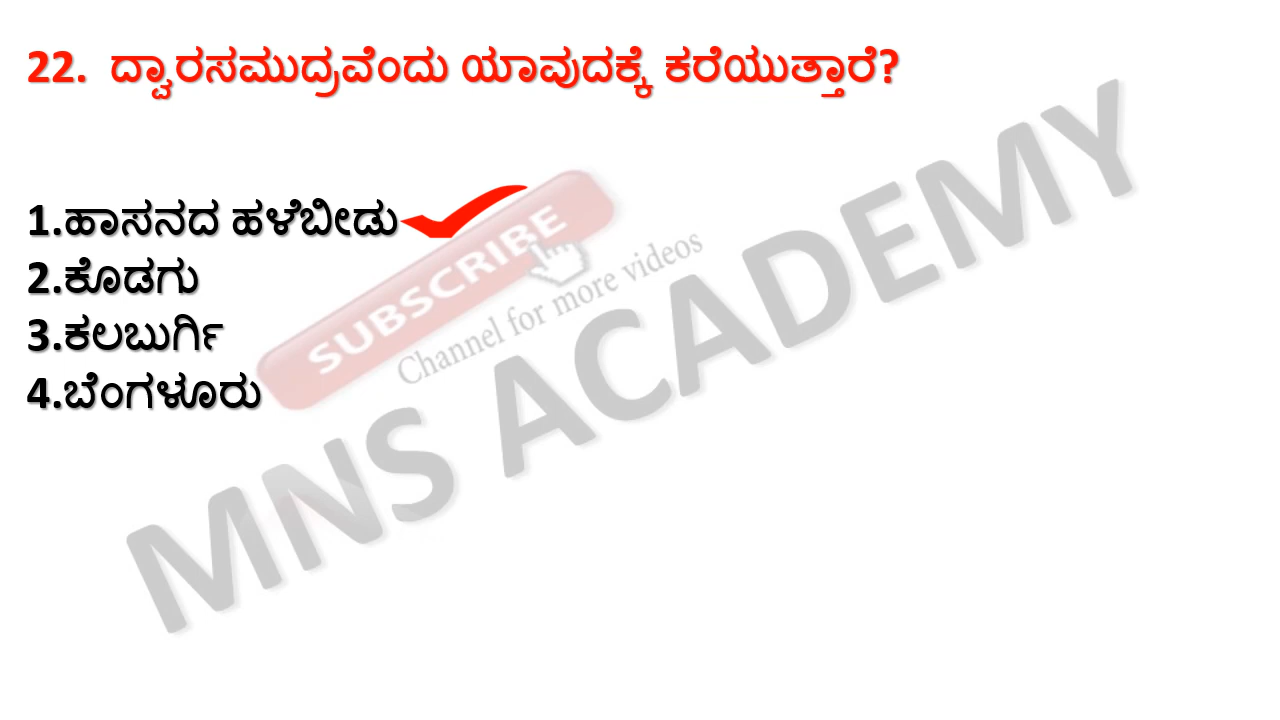 22. ದ್ವಾರಸಮುದ್ರವೆಂದು ಯಾವುದಕ್ಕೆ ಕರೆಯುತ್ತಾರೆ?
1.ಹಾಸನದ ಹಳೆಬೀಡು
2.ಕೊಡಗು
3.ಕಲಬುರ್ಗಿ
4.ಬೆಂಗಳೂರು
SUBSCRIBE
Channel for more videos
MNS ACADEMY